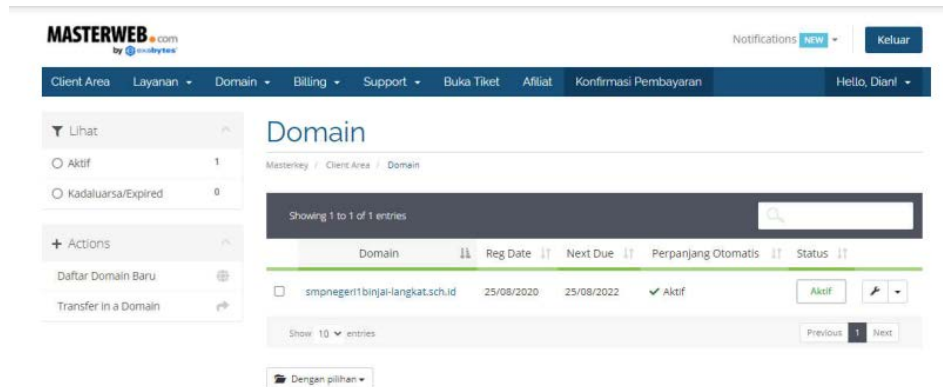 MASTERWEB.com
by exabytes
Notifications NEW
Keluar
Client Area Layanan Domain Billing Support Buka Tiket Afiliat Konfirmasi Pembayaran Hello, Dian!
Lihat
Aktif 1
Kadaluarsa/Expired 0
Actions
Daftar Domain Baru
Transfer in a Domain
Domain
Masterkey / Client Area / Domain
Showing 1 to 1 of 1 entries
Domain Reg Date Next Due Perpanjang Otomatis Status
smpnegeri1binjai-langkat.sch.id 25/08/2020 25/08/2022 Aktif Aktif
Show 10 entries
Previous 1 Next
Dengan pilihan